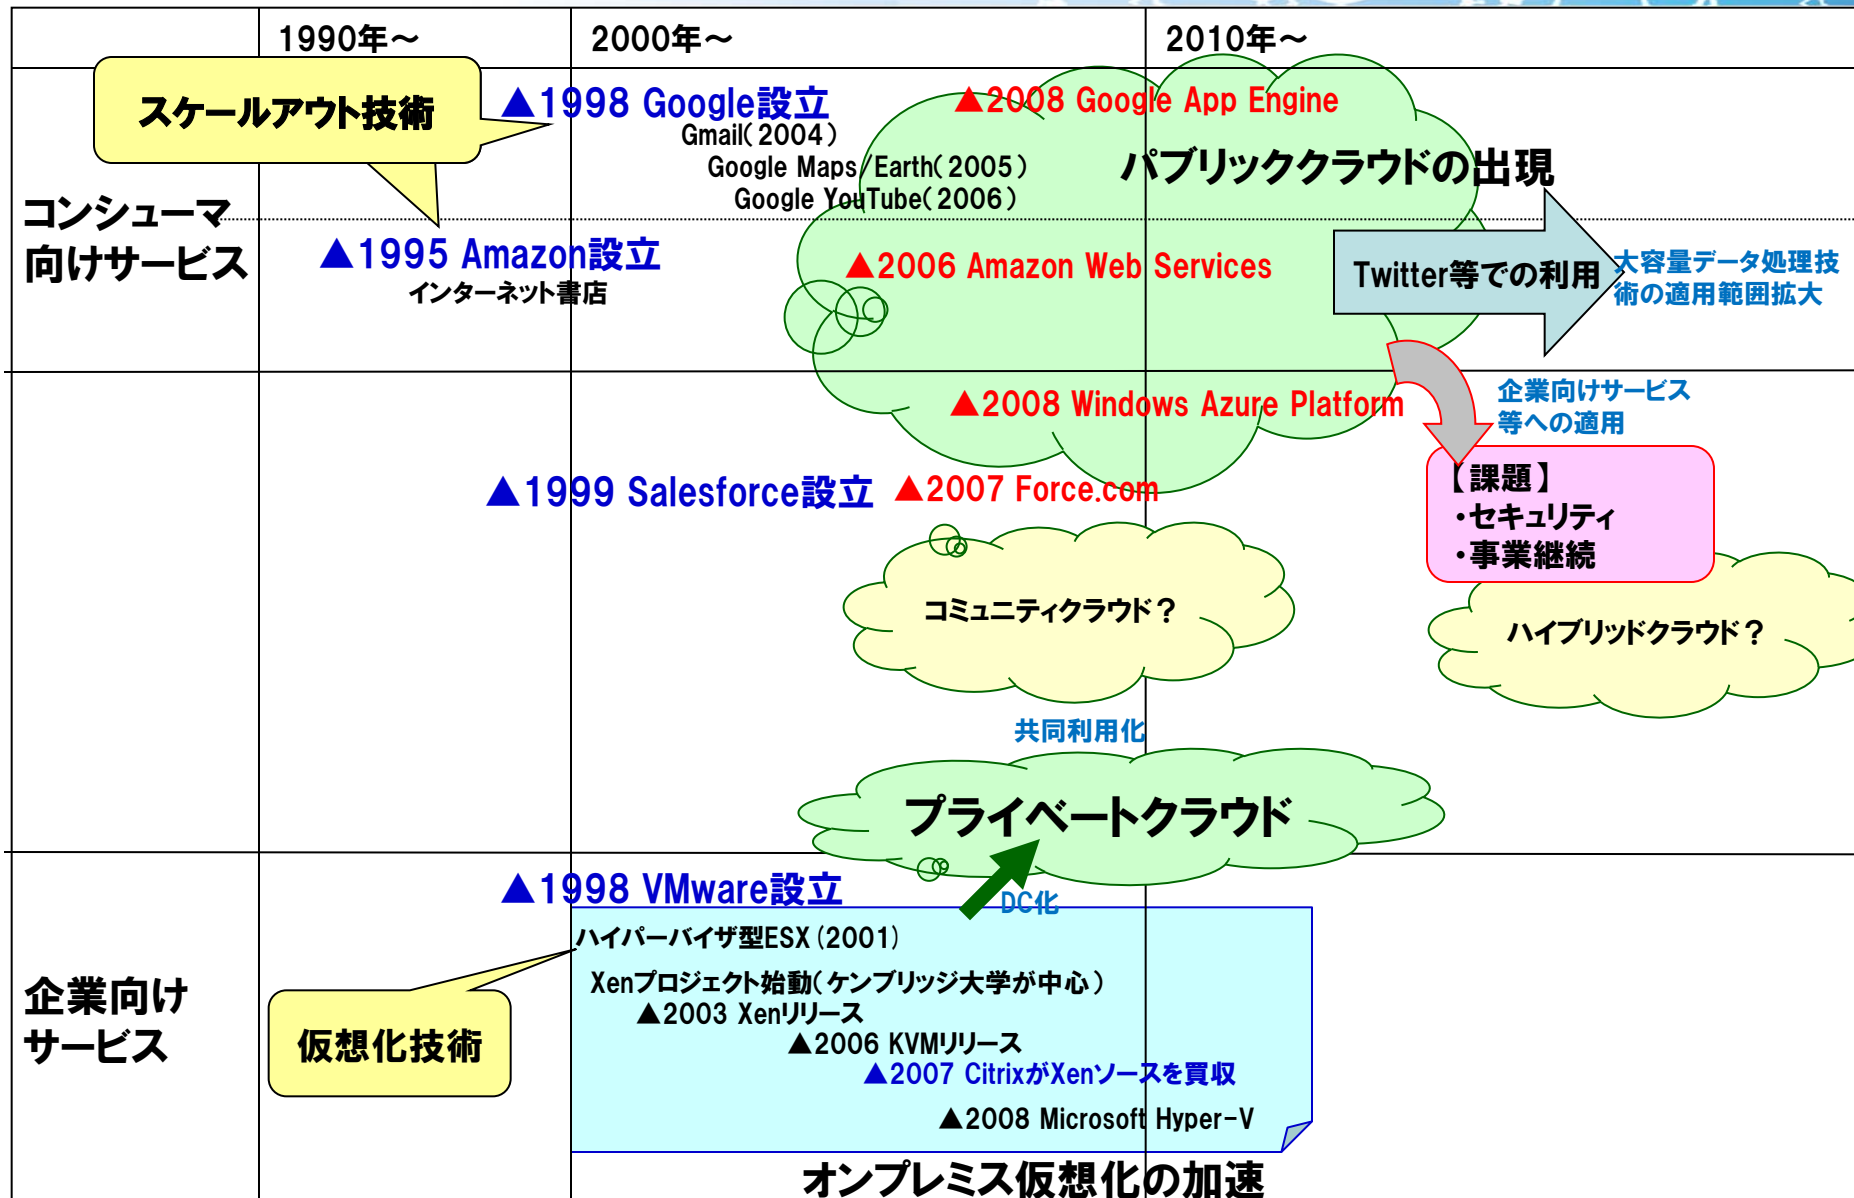 1990年～
2000年～
2010年～
スケールアウト技術
▲1998 Google設立
Gmail(2004)
Google Maps/Earth(2005)
Google YouTube(2006)
▲2008 Google App Engine
パブリッククラウドの出現
コンシューマ
向けサービス
▲1995 Amazon設立
インターネット書店
▲2006 Amazon Web Services
Twitter等での利用
大容量データ処理技
術の適用範囲拡大
▲2008 Windows Azure Platform
企業向けサービス
等への適用
▲1999 Salesforce設立
▲2007 Force.com
【課題】
・セキュリティ
・事業継続
コミュニティクラウド？
ハイブリッドクラウド？
共同利用化
プライベートクラウド
DC化
▲1998 VMware設立
ハイパーバイザ型ESX(2001)
Xenプロジェクト始動(ケンブリッジ大学が中心)
▲2003 Xenリリース
▲2006 KVMリリース
▲2007 CitrixがXenソースを買収
▲2008 Microsoft Hyper-V
企業向け
サービス
仮想化技術
オンプレミス仮想化の加速